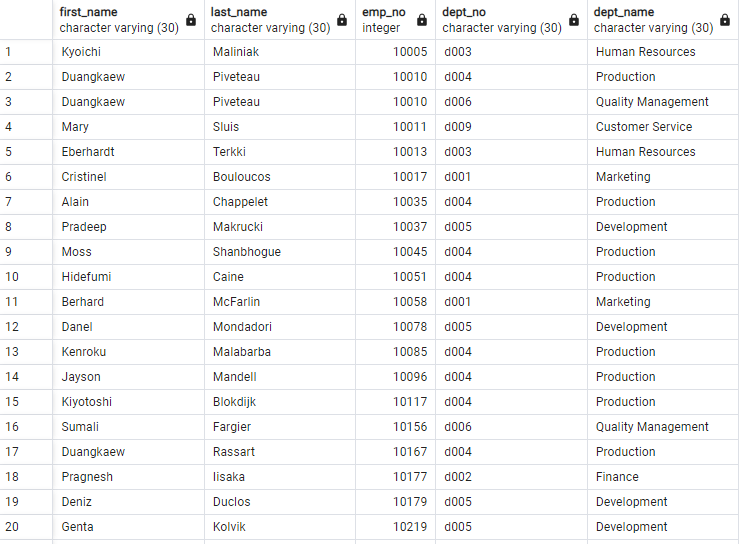 first_name last_name emp_no dept_no dept_name
character varying (30) character varying (30) integer character varying (30) character varying (30)
1 Kyoichi Maliniak 10005 d003 Human Resources
2 Duangkaew Piveteau 10010 d004 Production
3 Duangkaew Piveteau 10010 d006 Quality Management
4 Mary Sluis 10011 d009 Customer Service
5 Eberhardt Terkki 10013 d003 Human Resources
6 Cristinel Bouloucos 10017 d001 Marketing
7 Alain Chappelet 10035 d004 Production
8 Pradeep Makrucki 10037 d005 Development
9 Moss Shanbhogue 10045 d004 Production
10 Hidefumi Caine 10051 d004 Production
11 Berhard McFarlin 10058 d001 Marketing
12 Danel Mondadori 10078 d005 Development
13 Kenroku Malabarba 10085 d004 Production
14 Jayson Mandell 10096 d004 Production
15 Kiyotoshi Blokdijk 10117 d004 Production
16 Sumali Fargier 10156 d006 Quality Management
17 Duangkaew Rassart 10167 d004 Production
18 Pragnesh Iisaka 10177 d002 Finance
19 Deniz Duclos 10179 d005 Development
20 Genta Kolvik 10219 d005 Development